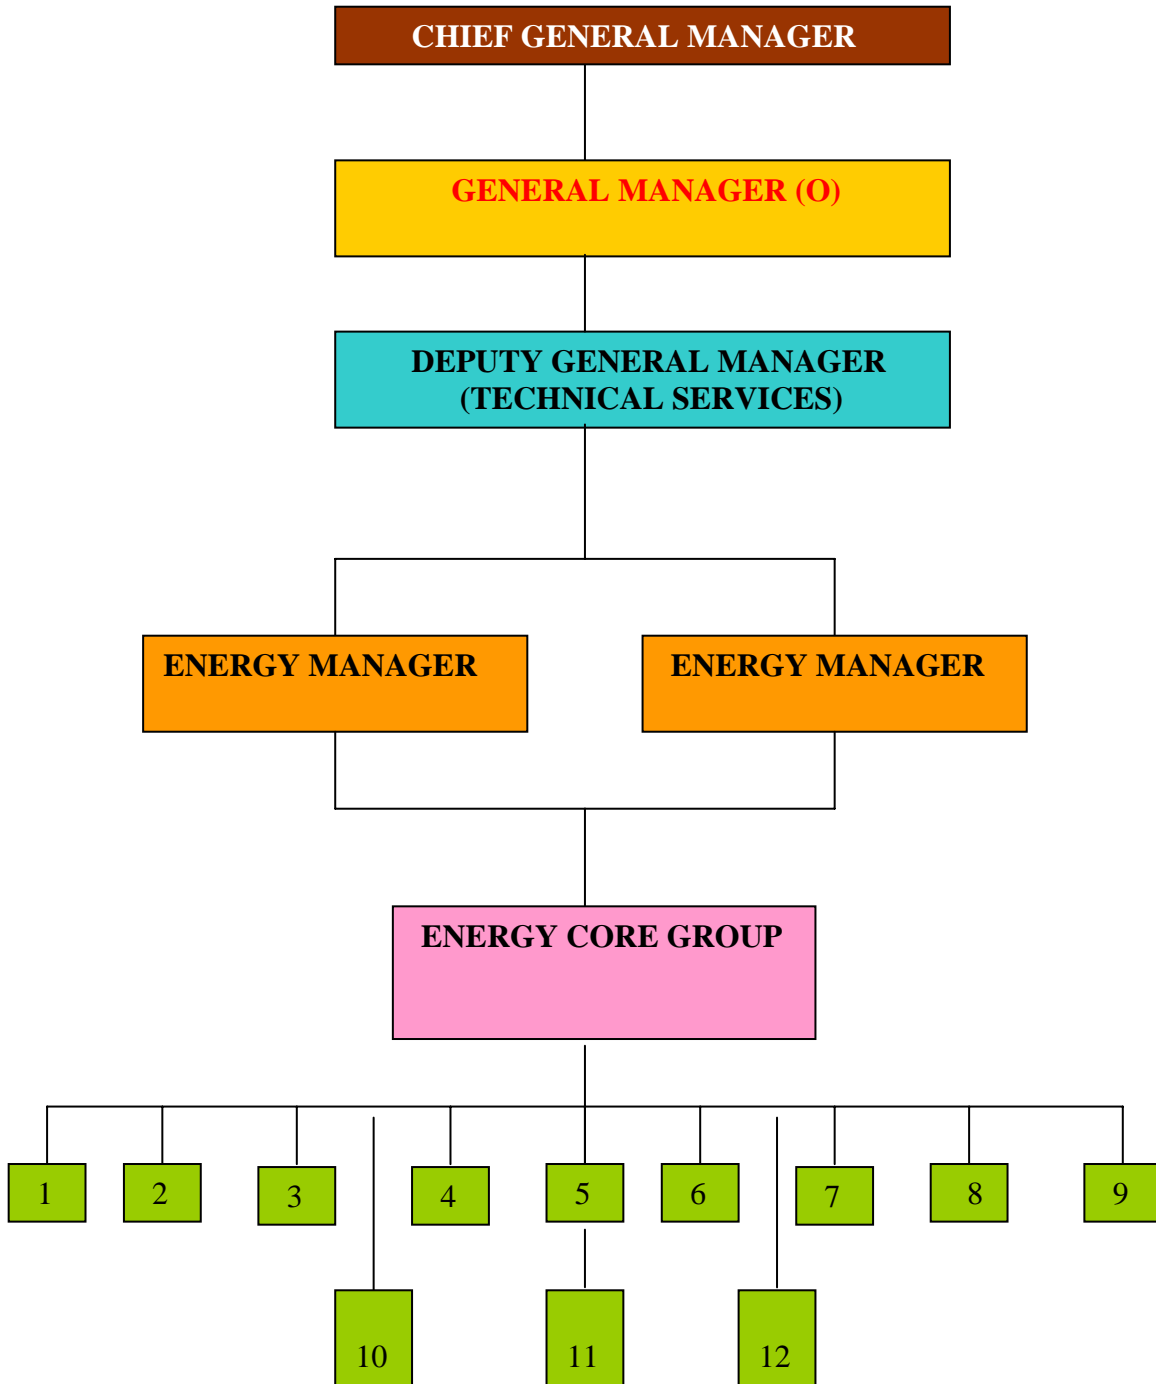 CHIEF GENERAL MANAGER
GENERAL MANAGER (O)
DEPUTY GENERAL MANAGER
(TECHNICAL SERVICES)
ENERGY MANAGER
ENERGY MANAGER
ENERGY CORE GROUP
1
2
3
4
5
6
7
8
9
10
11
12